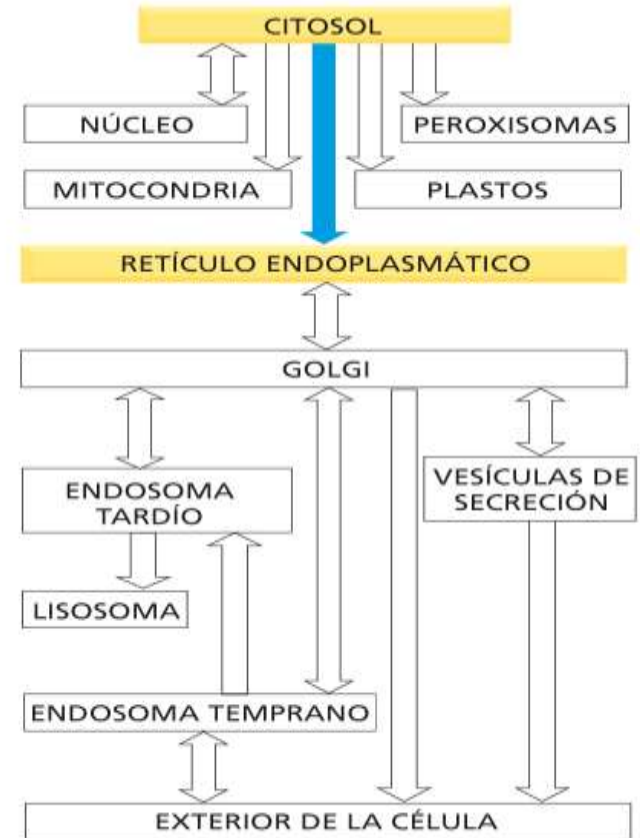 CITOSOL
NÚCLEO
PEROXISOMAS
MITOCONDRIA
PLASTOS
RETÍCULO ENDOPLASMÁTICO
GOLGI
ENDOSOMA
TARDÍO
VESÍCULAS DE
SECRECIÓN
LISOSOMA
ENDOSOMA TEMPRANO
EXTERIOR DE LA CÉLULA